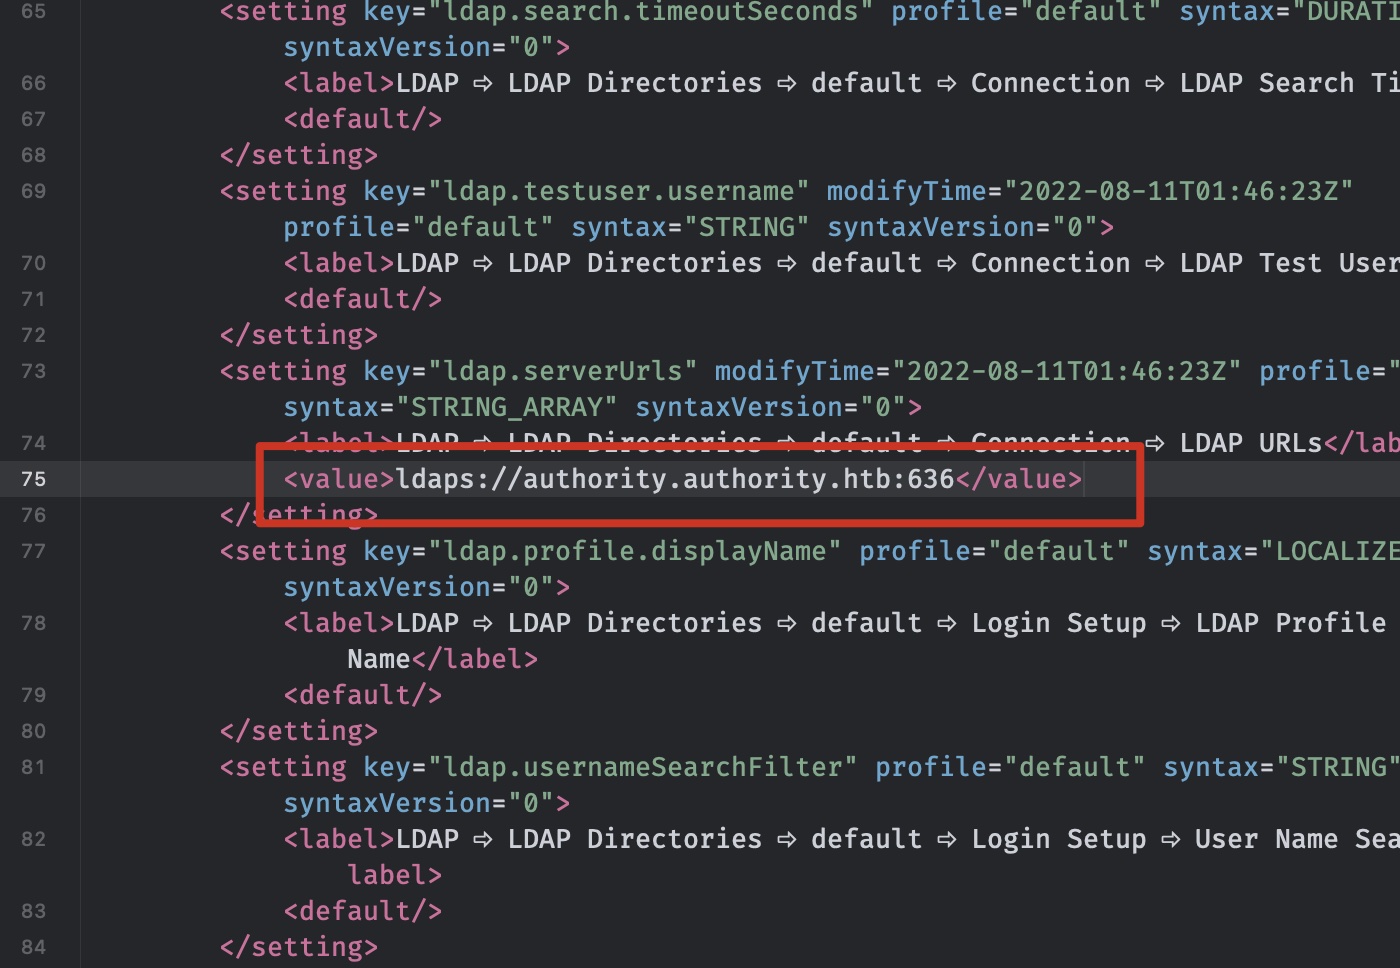 65 <setting key="ldap.search.timeoutSeconds" profile="default" syntax="DURATI
syntaxVersion="0">
66 <label>LDAP ⇨ LDAP Directories ⇨ default ⇨ Connection ⇨ LDAP Search Ti
67 <default/>
68 </setting>
69 <setting key="ldap.testuser.username" modifyTime="2022-08-11T01:46:23Z"
profile="default" syntax="STRING" syntaxVersion="0">
70 <label>LDAP ⇨ LDAP Directories ⇨ default ⇨ Connection ⇨ LDAP Test User
71 <default/>
72 </setting>
73 <setting key="ldap.serverUrls" modifyTime="2022-08-11T01:46:23Z" profile="
syntax="STRING_ARRAY" syntaxVersion="0">
74 <label>LDAP ⇨ LDAP Directories ⇨ default ⇨ Connection ⇨ LDAP URLs</lab
75 <value>ldaps://authority.authority.htb:636</value>
76 </setting>
77 <setting key="ldap.profile.displayName" profile="default" syntax="LOCALIZE
syntaxVersion="0">
78 <label>LDAP ⇨ LDAP Directories ⇨ default ⇨ Login Setup ⇨ LDAP Profile
Name</label>
79 <default/>
80 </setting>
81 <setting key="ldap.usernameSearchFilter" profile="default" syntax="STRING"
syntaxVersion="0">
82 <label>LDAP ⇨ LDAP Directories ⇨ default ⇨ Login Setup ⇨ User Name Sea
label>
83 <default/>
84 </setting>